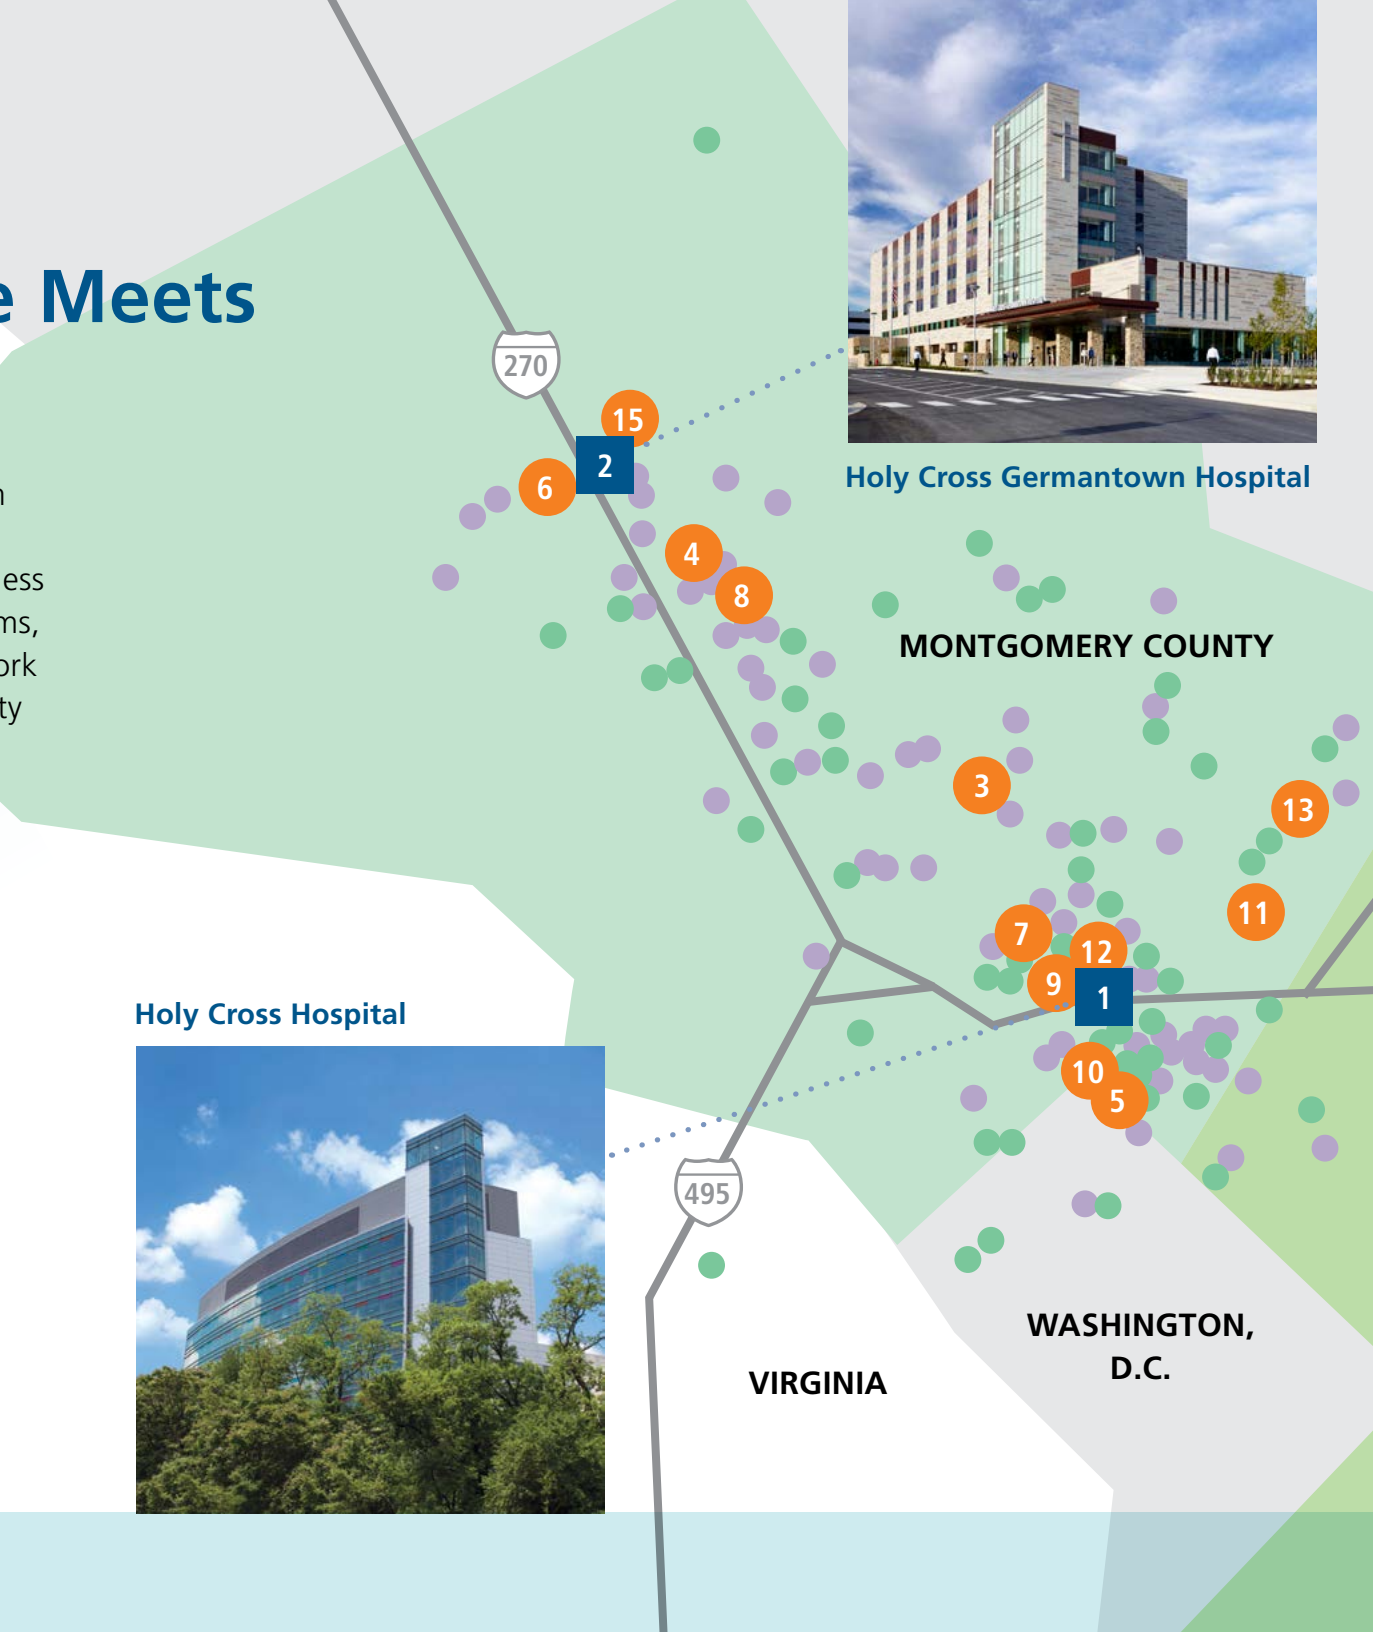 e Meets
n
ess
ms,
ork
ty
270
15
2
6
4
8
Holy Cross Germantown Hospital
MONTGOMERY COUNTY
3
13
11
7
12
9
1
10
5
Holy Cross Hospital
495
VIRGINIA
WASHINGTON,
D.C.